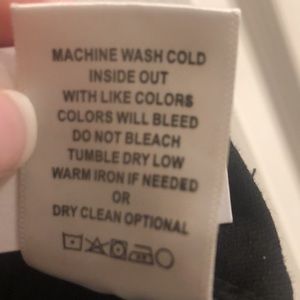 MACHINE WASH COLD
INSIDE OUT
WITH LIKE COLORS
COLORS WILL BLEED
DO NOT BLEACH
TUMBLE DRY LOW
WARM IRON IF NEEDED
OR
DRY CLEAN OPTIONAL